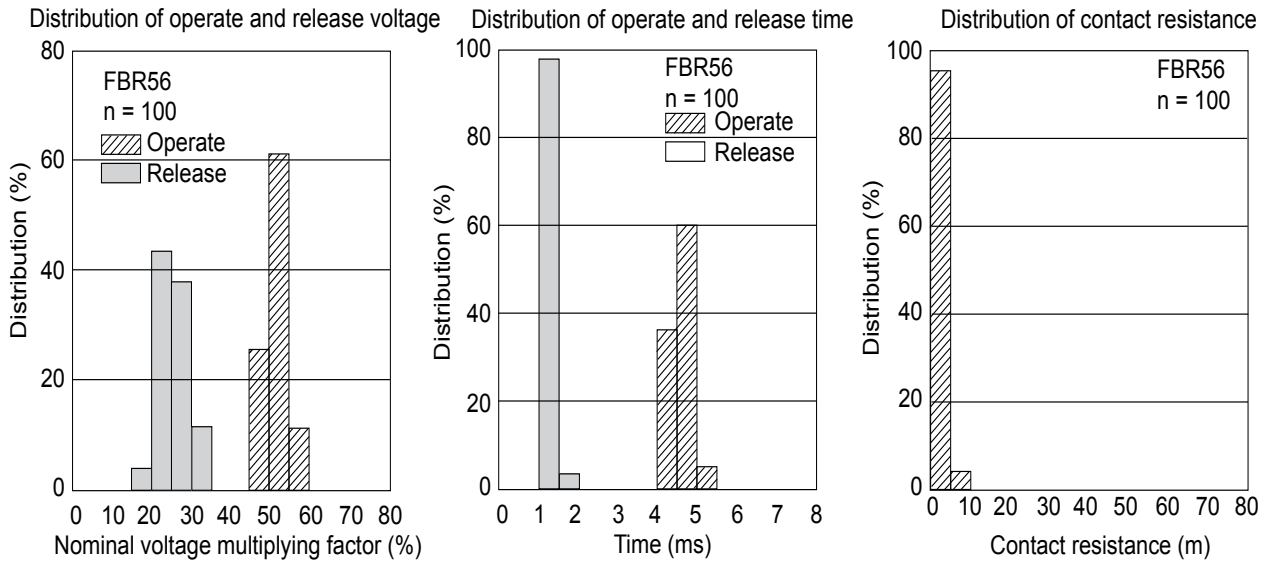 Distribution of operate and release voltage
80
60
40
20
0
Distribution (%)
FBR56
n = 100
Operate
Release
0 10 20 30 40 50 60 70 80
Nominal voltage multiplying factor (%)
Distribution of operate and release time
100
80
60
40
20
0
Distribution (%)
FBR56
n = 100
Operate
Release
0 1 2 3 4 5 6 7 8
Time (ms)
Distribution of contact resistance
100
80
60
40
20
0
Distribution (%)
FBR56
n = 100
0 10 20 30 40 50 60 70 80
Contact resistance (m)